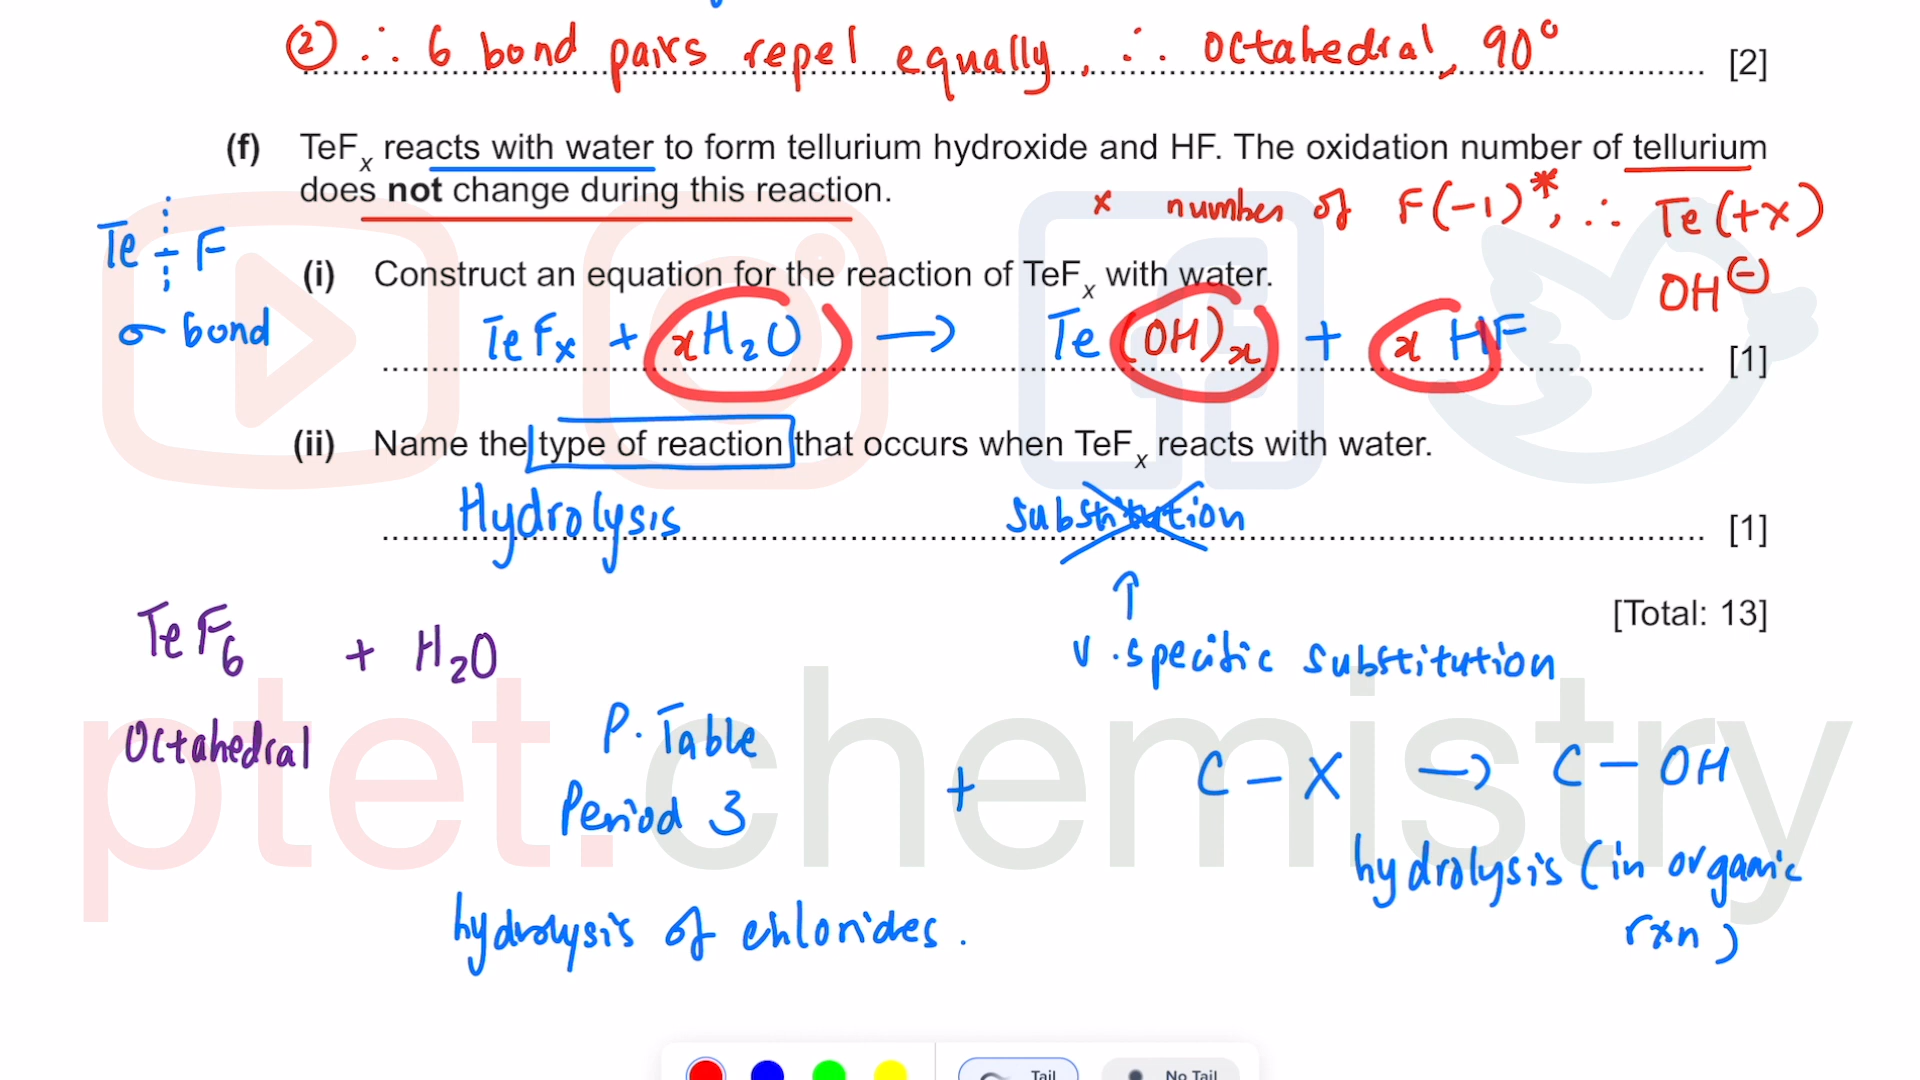 ② ∴ 6 bond pairs repel equally, ∴ octahedral, 90° [2]
(f) TeFₓ reacts with water to form tellurium hydroxide and HF. The oxidation number of tellurium
does not change during this reaction.
x number of F(-1)*, ∴ Te(+x)
Te - F
(i) Construct an equation for the reaction of TeFₓ with water.
OH⊖
σ bond
TeFₓ + xH₂O → Te(OH)ₓ + x HF [1]
(ii) Name the type of reaction that occurs when TeFₓ reacts with water.
Hydrolysis substitution [1]
↑
[Total: 13]
TeF₆ + H₂O
v. specific substitution
Octahedral
P. Table
Period 3
+
C – X → C – OH
hydrolysis (in organic
rxn)
hydrolysis of chlorides.
ptet.chemistry
Tail
No Tail